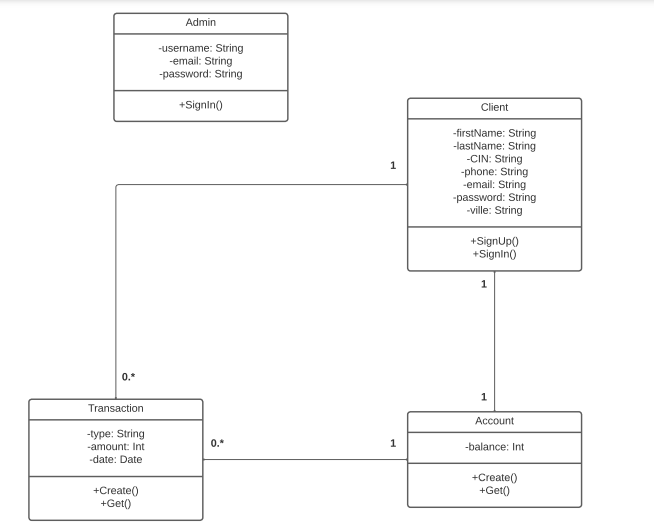 Admin
-username: String
-email: String
-password: String
+SignIn()
Client
-firstName: String
-lastName: String
-CIN: String
-phone: String
-email: String
-password: String
-ville: String
+SignUp()
+SignIn()
1
1
0.*
1
Transaction
-type: String
-amount: Int
-date: Date
+Create()
+Get()
0.*
1
Account
-balance: Int
+Create()
+Get()